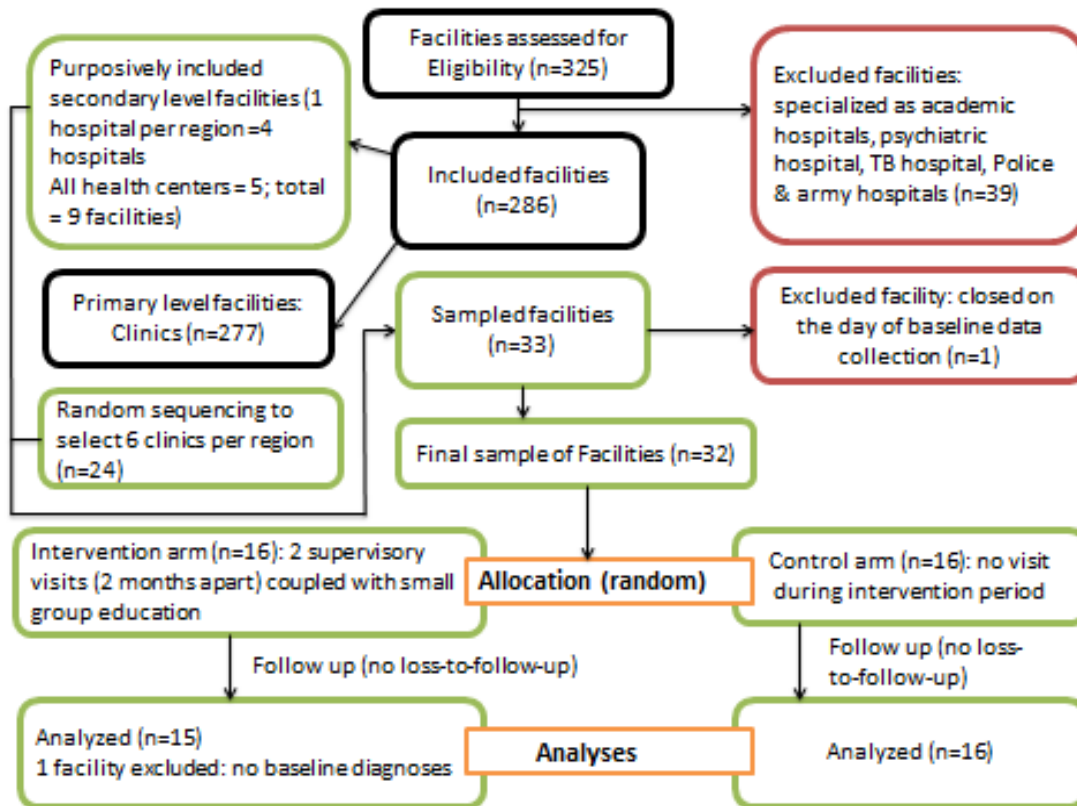 Facilities assessed for
Eligibility (n=325)
Purposively included
secondary level facilities (1
hospital per region =4
hospitals
All health centers = 5; total
= 9 facilities)
Excluded facilities:
specialized as academic
hospitals, psychiatric
hospital, TB hospital, Police
& army hospitals (n=39)
Included facilities
(n=286)
Primary level facilities:
Clinics (n=277)
Sampled facilities
(n=33)
Excluded facility: closed on
the day of baseline data
collection (n=1)
Random sequencing to
select 6 clinics per region
(n=24)
Final sample of Facilities (n=32)
Intervention arm (n=16): 2 supervisory
visits (2 months apart) coupled with small
group education
Allocation (random)
Control arm (n=16): no visit
during intervention period
Follow up (no loss-to-follow-up)
Follow up (no loss-
to-follow-up)
Analyzed (n=15)
1 facility excluded: no baseline diagnoses
Analyses
Analyzed (n=16)